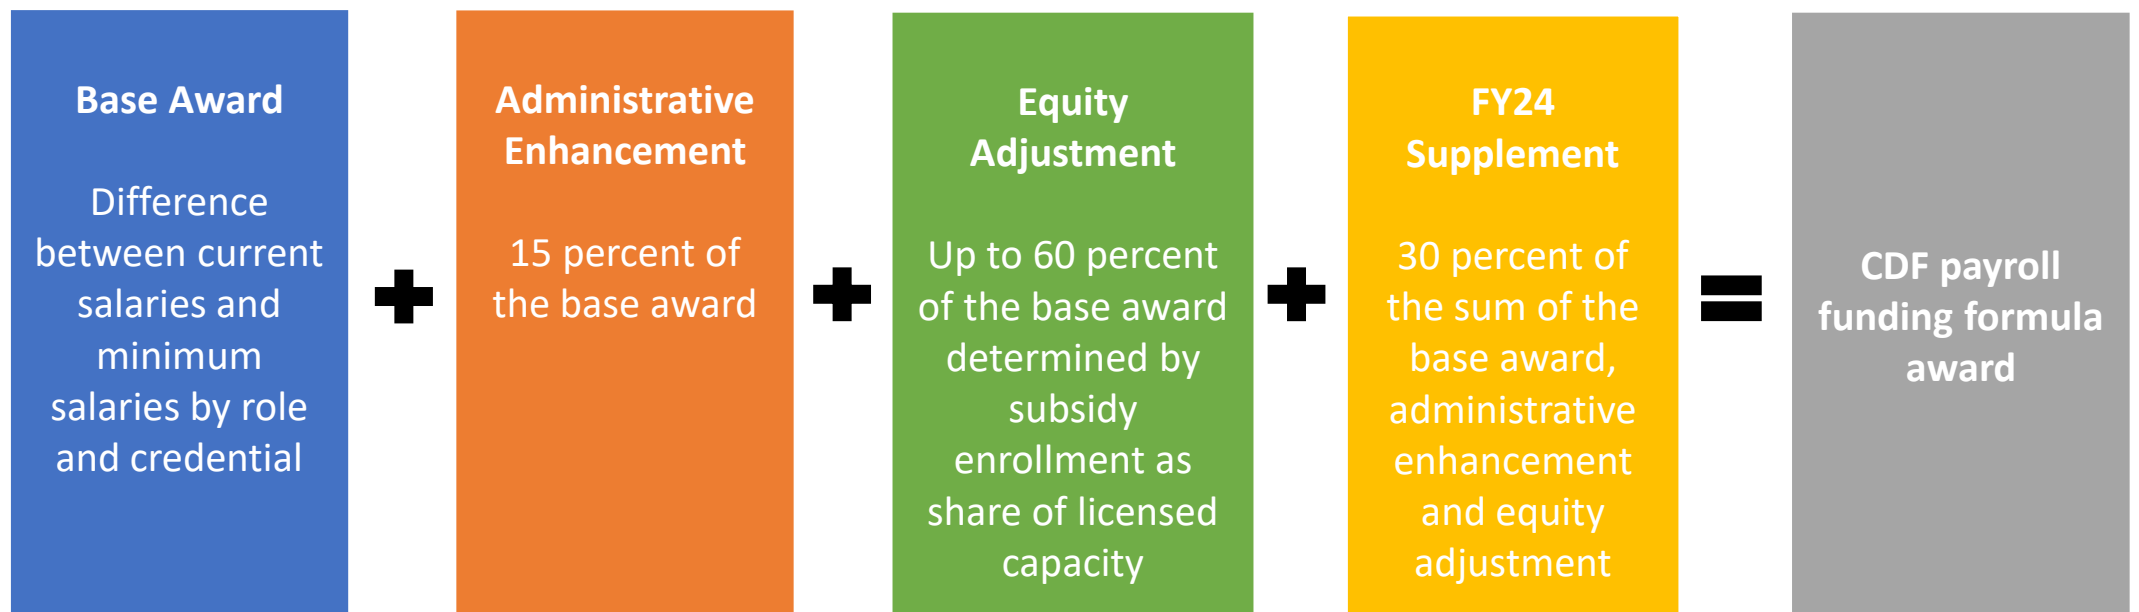 Base Award
Difference
between current
salaries and
minimum
salaries by role
and credential
Administrative
Enhancement
15 percent of
the base award
Equity
Adjustment
Up to 60 percent
of the base award
determined by
subsidy
enrollment as
share of licensed
capacity
FY24
Supplement
30 percent of
the sum of the
base award,
administrative
enhancement
and equity
adjustment
CDF payroll
funding formula
award